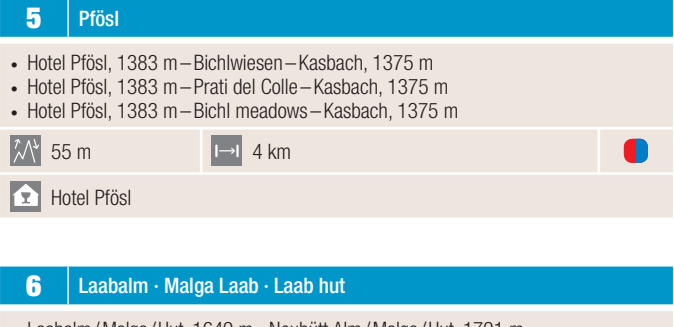 5 Pfösl
• Hotel Pfösl, 1383 m – Bichlwiesen – Kasbach, 1375 m
• Hotel Pfösl, 1383 m – Prati del Colle – Kasbach, 1375 m
• Hotel Pfösl, 1383 m – Bichl meadows – Kasbach, 1375 m
55 m 4 km
Hotel Pfösl
6 Laabalm · Malga Laab · Laab hut